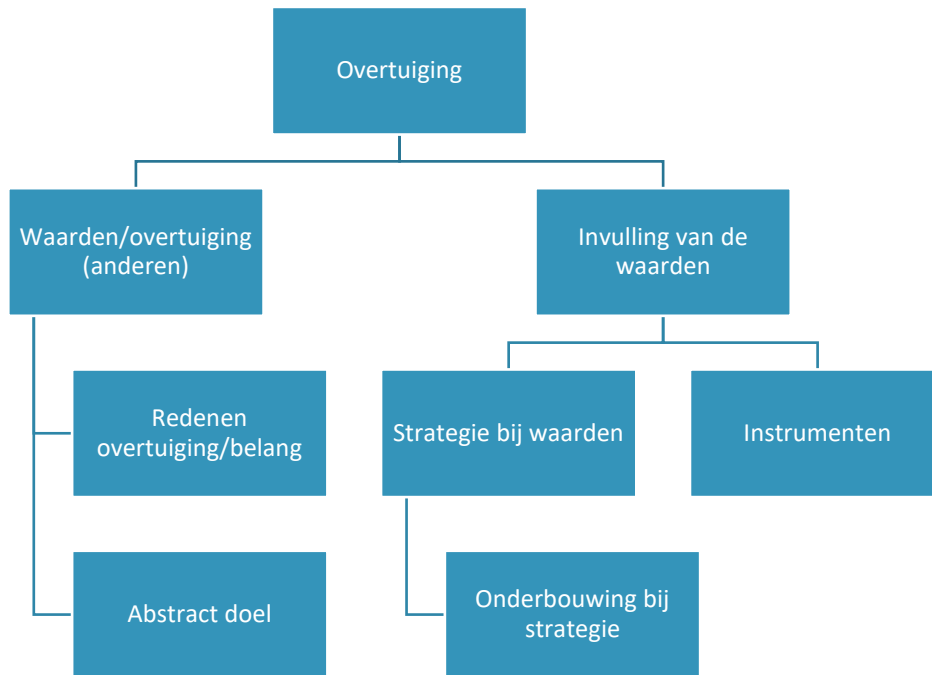 Overtuiging
Waarden/overtuiging
(anderen)
Invulling van de
waarden
Redenen
overtuiging/belang
Strategie bij waarden
Instrumenten
Abstract doel
Onderbouwing bij
strategie